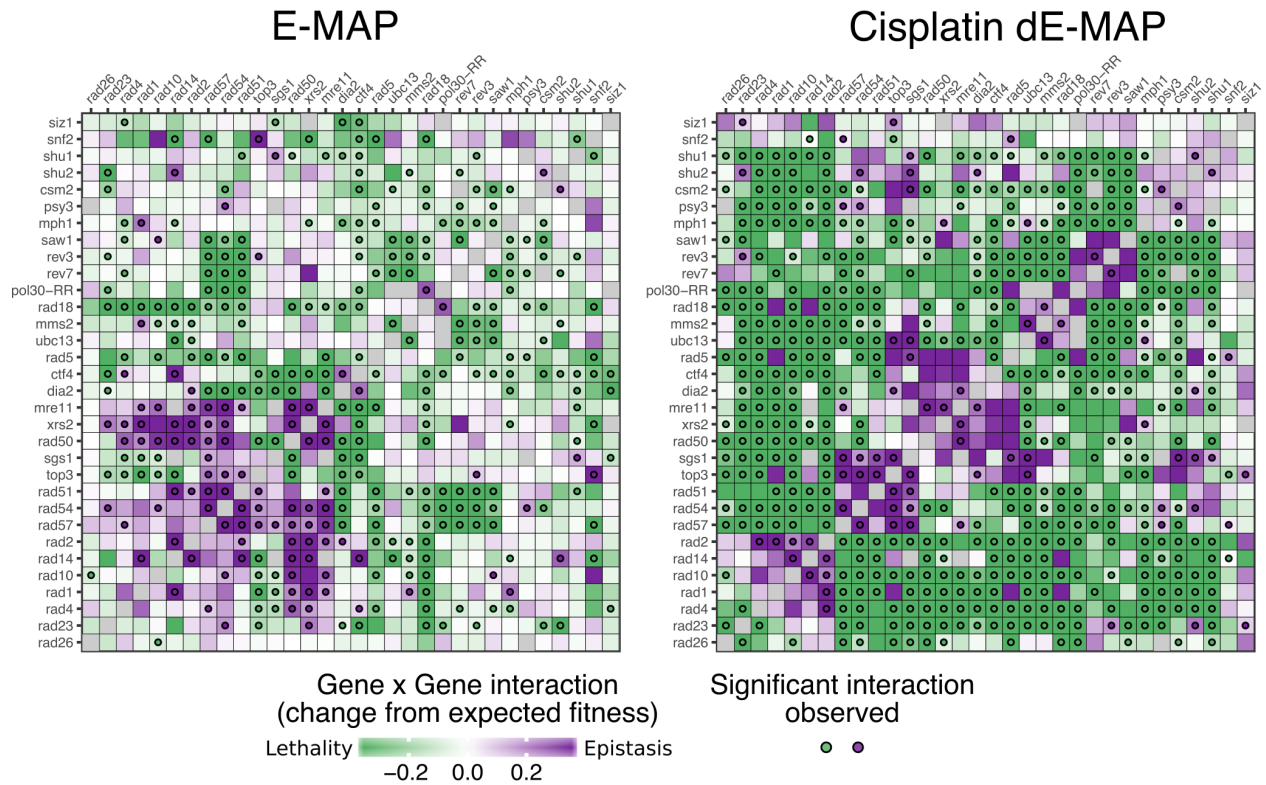 E-MAP
Cisplatin dE-MAP
rad26 rad23 rad4 rad1 rad10 rad14 rad2 rad57 rad54 rad51 top3 sgs1 rad50 xrs2 mre11 dia2 ctf4 rad5 ubc13 mms2 rad18 pol30−RR rev7 rev3 saw1 mph1 psy3 csm2 shu2 shu1 snf2 siz1
rad26 rad23 rad4 rad1 rad10 rad14 rad2 rad57 rad54 rad51 top3 sgs1 rad50 xrs2 mre11 dia2 ctf4 rad5 ubc13 mms2 rad18 pol30−RR rev7 rev3 saw1 mph1 psy3 csm2 shu2 shu1 snf2 siz1
siz1 siz1
snf2 snf2
shu1 shu1
shu2 shu2
csm2 csm2
psy3 psy3
mph1 mph1
saw1 saw1
rev3 rev3
rev7 rev7
pol30−RR pol30−RR
rad18 rad18
mms2 mms2
ubc13 ubc13
rad5 rad5
ctf4 ctf4
dia2 dia2
mre11 mre11
xrs2 xrs2
rad50 rad50
sgs1 sgs1
top3 top3
rad51 rad51
rad54 rad54
rad57 rad57
rad2 rad2
rad14 rad14
rad10 rad10
rad1 rad1
rad4 rad4
rad23 rad23
rad26 rad26
Gene x Gene interaction
(change from expected fitness)
Lethality Epistasis
−0.2 0.0 0.2
Significant interaction
observed